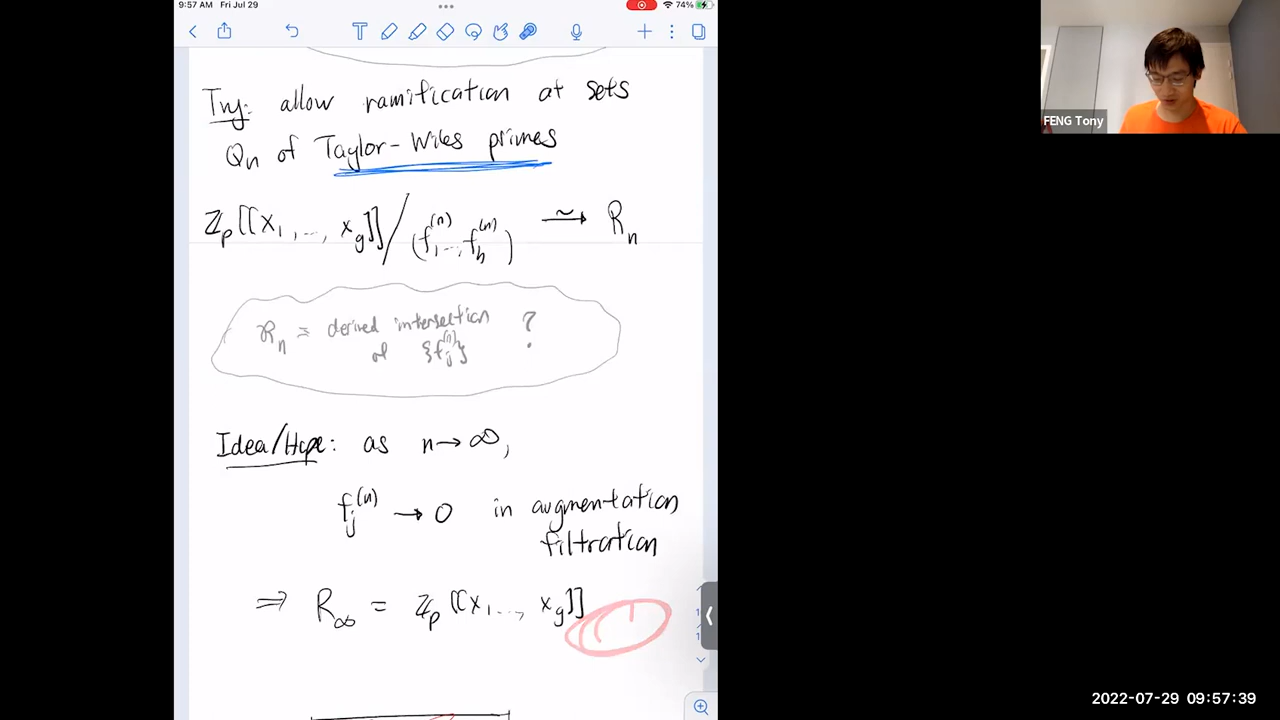 9:57 AM Fri Jul 29
74%
Try: allow ramification at sets
Qn of Taylor-Wiles primes
ℤp[[x1, ..., xg]]/(f1^(n) ... fh^(n)) ~→ Rn
Rn = derived intersection ?
of {fj^(n)}
Idea/Hope: as n→∞,
fj^(n) → 0 in augmentation
filtration
⇒ R∞ = ℤp[[x1, ..., xg]]
FENG Tony
2022-07-29 09:57:39